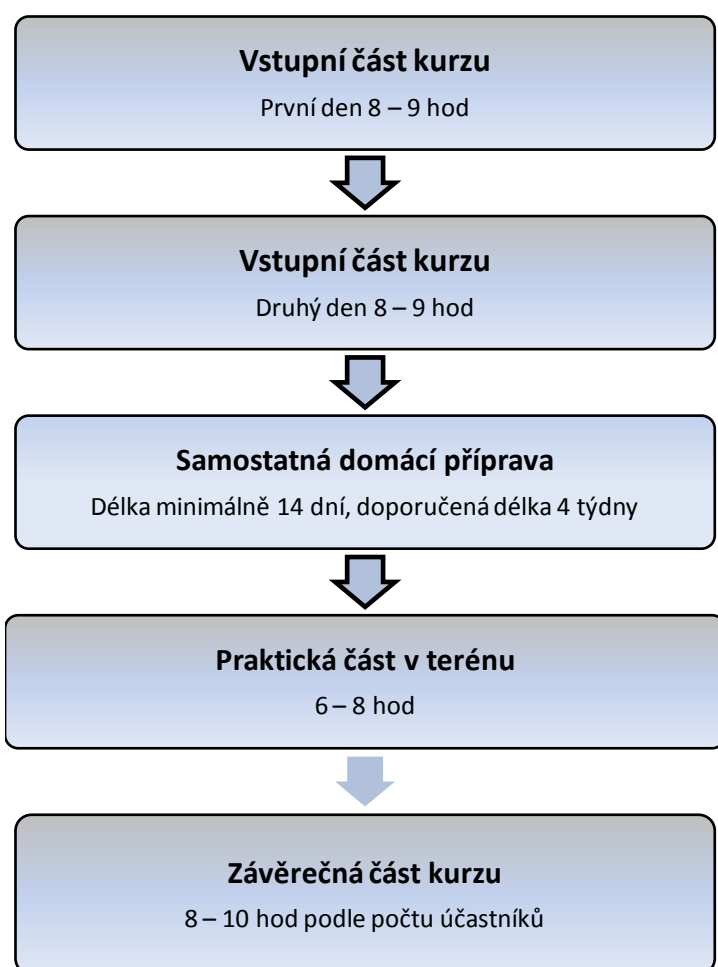 Vstupní část kurzu
První den 8 – 9 hod
Vstupní část kurzu
Druhý den 8 – 9 hod
Samostatná domácí příprava
Délka minimálně 14 dní, doporučená délka 4 týdny
Praktická část v terénu
6 – 8 hod
Závěrečná část kurzu
8 – 10 hod podle počtu účastníků